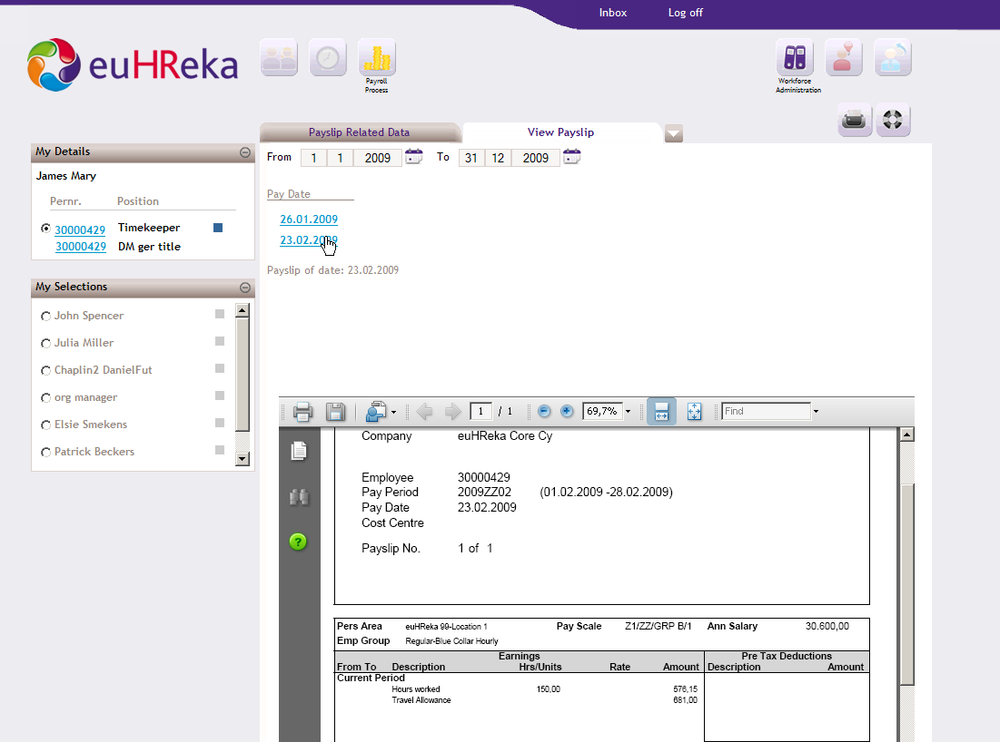 Inbox Log off
euHReka
Payroll
Process
Workforce
Administration
Payslip Related Data View Payslip
My Details
James Mary
Pernr. Position
30000429 Timekeeper
30000429 DM ger title
My Selections
John Spencer
Julia Miller
Chaplin2 DanielFut
org manager
Elsie Smekens
Patrick Beckers
From 1 1 2009 To 31 12 2009
Pay Date
26.01.2009
23.02.2009
Payslip of date: 23.02.2009
1 / 1 69,7% Find
Company euHReka Core Cy
Employee 30000429
Pay Period 2009ZZ02 (01.02.2009 -28.02.2009)
Pay Date 23.02.2009
Cost Centre
Payslip No. 1 of 1
Pers Area euHReka 99-Location 1 Pay Scale Z1/ZZ/GRP B/1 Ann Salary 30.600,00
Emp Group Regular-Blue Collar Hourly
Earnings Pre Tax Deductions
From To Description Hrs/Units Rate Amount Description Amount
Current Period
Hours worked 150,00 576,15
Travel Allowance 681,00